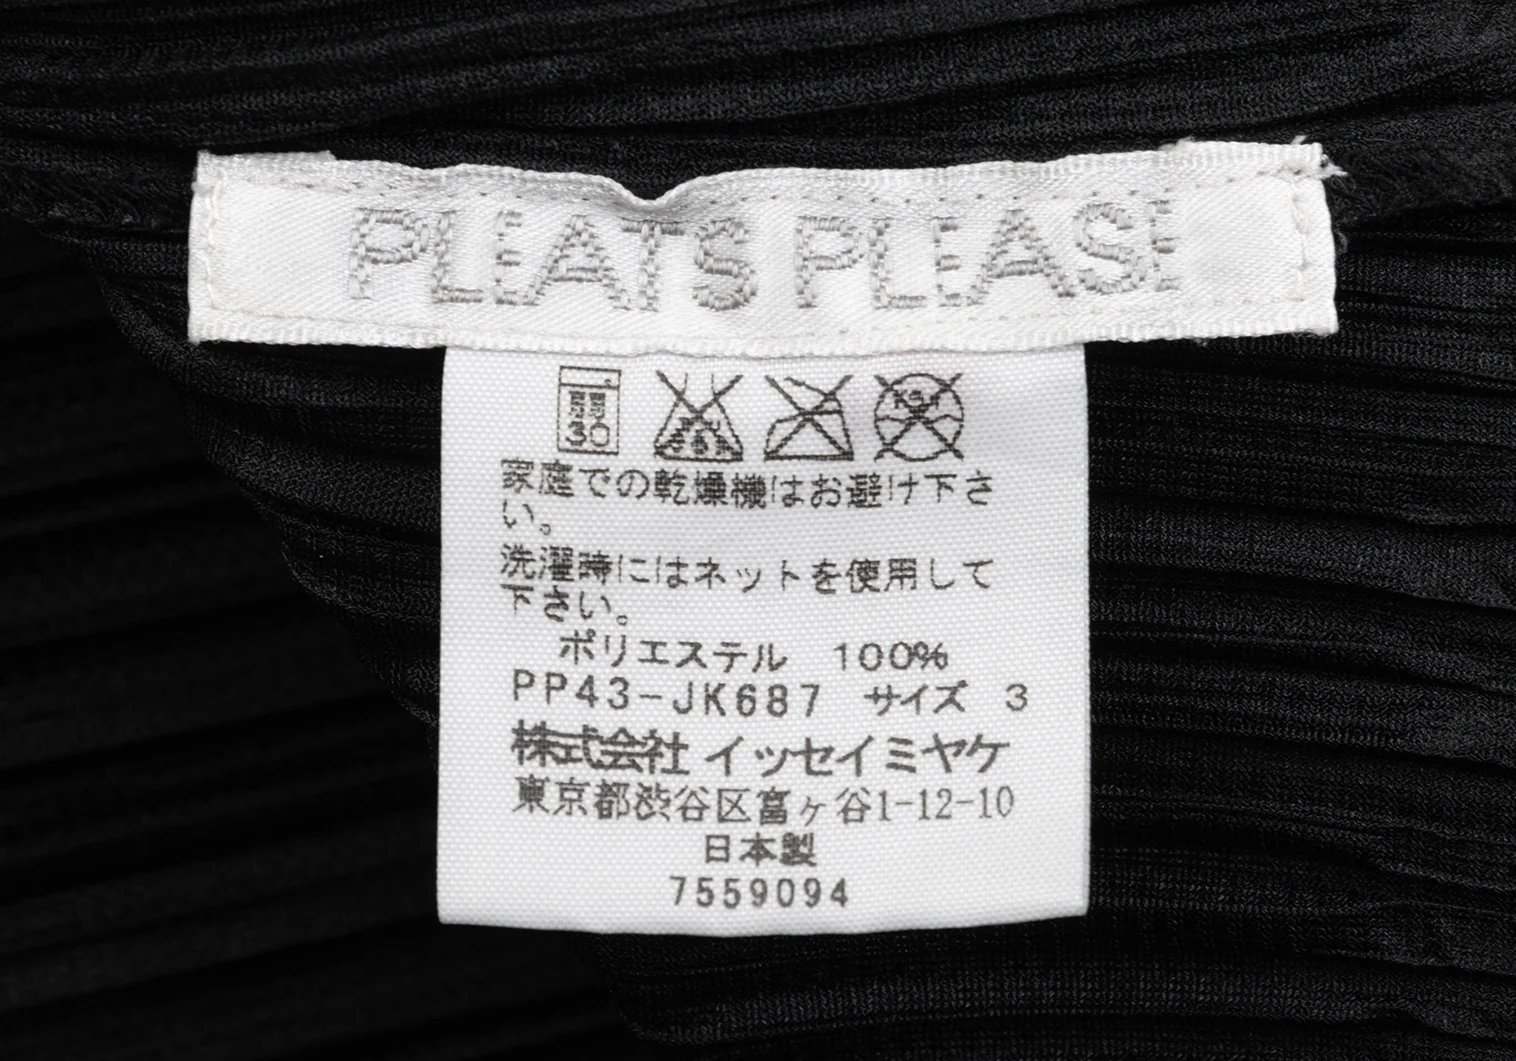 PLEATS PLEASE
30
家庭での乾燥機はお避け下さ
い。
洗濯時にはネットを使用して
下さい。
ポリエステル 100%
PP43-JK687 サイズ 3
株式会社 イッセイミヤケ
東京都渋谷区富ヶ谷1-12-10
日本製
7559094